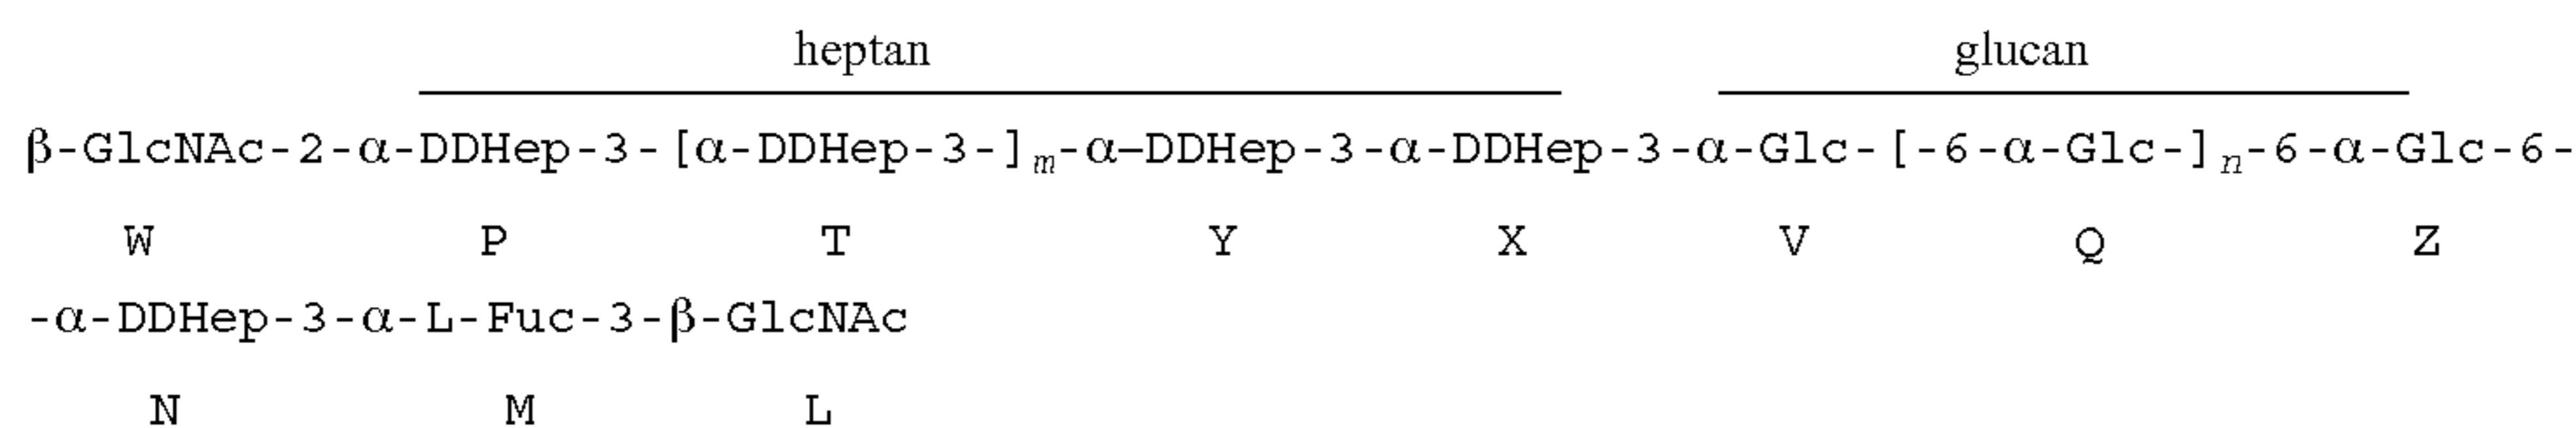 heptan glucan
β-GlcNAc-2-α-DDHep-3-[α-DDHep-3-]m-α–DDHep-3-α-DDHep-3-α-Glc-[-6-α-Glc-]n-6-α-Glc-6-
W P T Y X V Q Z
-α-DDHep-3-α-L-Fuc-3-β-GlcNAc
N M L